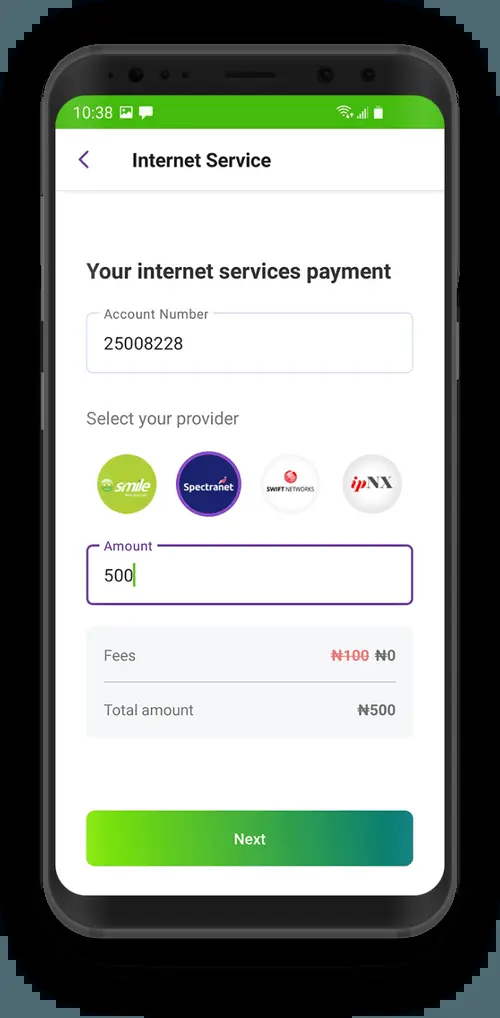 10:38
Internet Service
Your internet services payment
Account Number
25008228
Select your provider
smile
Spectranet
SWIFT NETWORKS
ipNX
Amount
500
Fees ₦100 ₦0
Total amount ₦500
Next